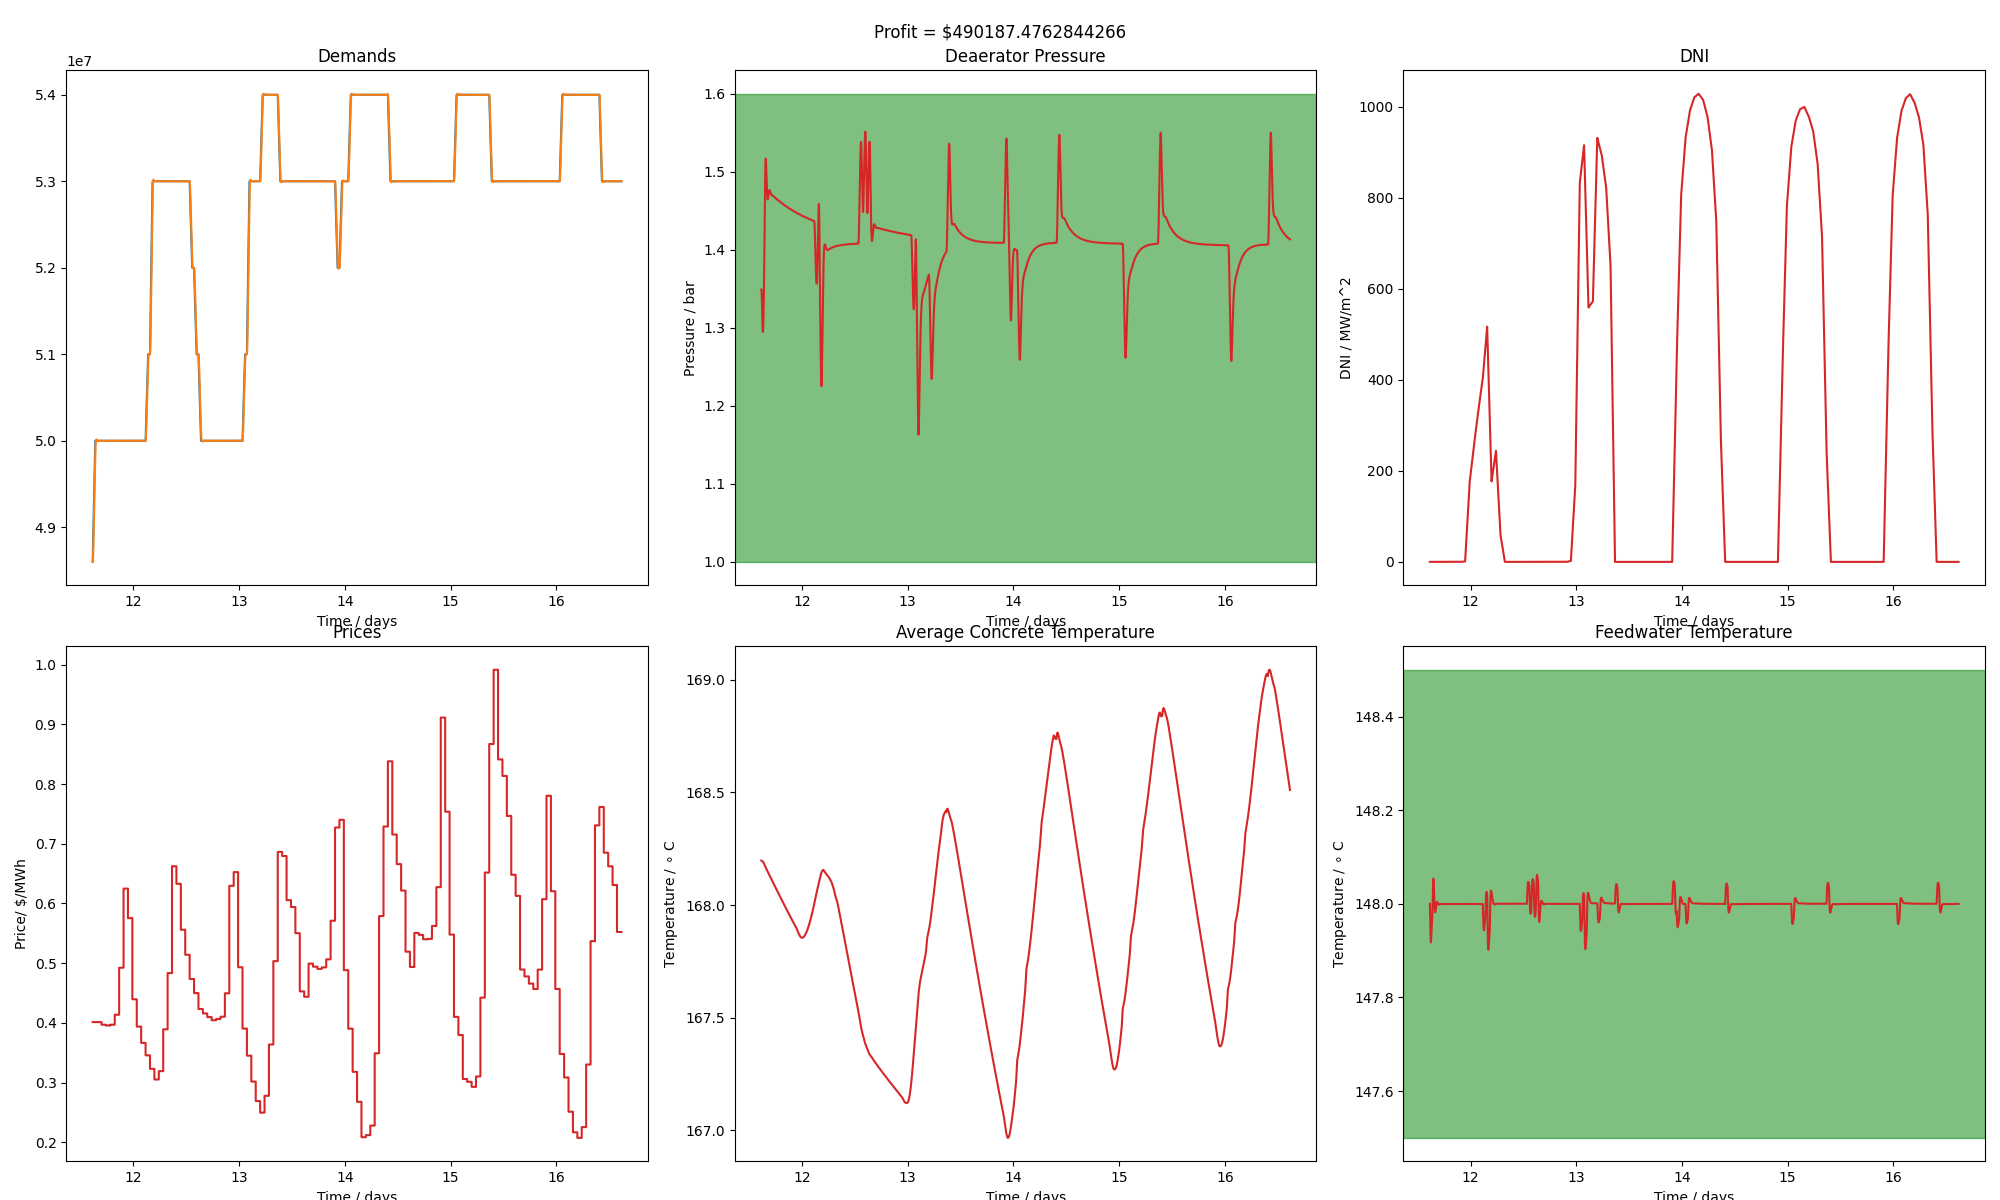 Profit = $490187.4762844266
Demands
1e7
5.4
5.3
5.2
5.1
5.0
4.9
12 13 14 15 16
Time / days
Deaerator Pressure
Pressure / bar
1.6
1.5
1.4
1.3
1.2
1.1
1.0
12 13 14 15 16
Time / days
DNI
DNI / MW/m^2
1000
800
600
400
200
0
12 13 14 15 16
Time / days
Prices
Price/ $/MWh
1.0
0.9
0.8
0.7
0.6
0.5
0.4
0.3
0.2
12 13 14 15 16
Time / days
Average Concrete Temperature
Temperature / ∘ C
169.0
168.5
168.0
167.5
167.0
12 13 14 15 16
Time / days
Feedwater Temperature
Temperature / ∘ C
148.4
148.2
148.0
147.8
147.6
12 13 14 15 16
Time / days